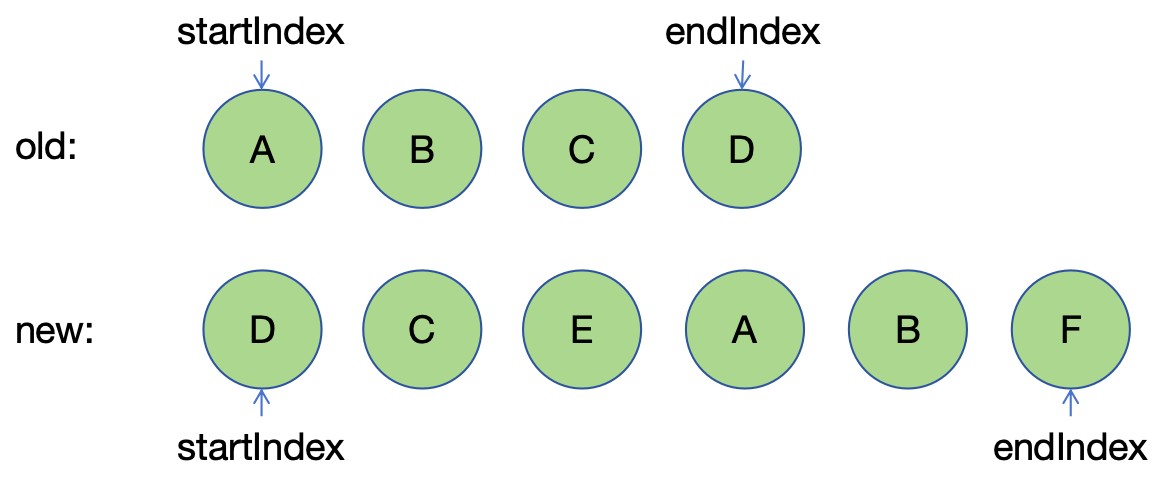 startIndex endIndex
old: A B C D
new: D C E A B F
startIndex endIndex